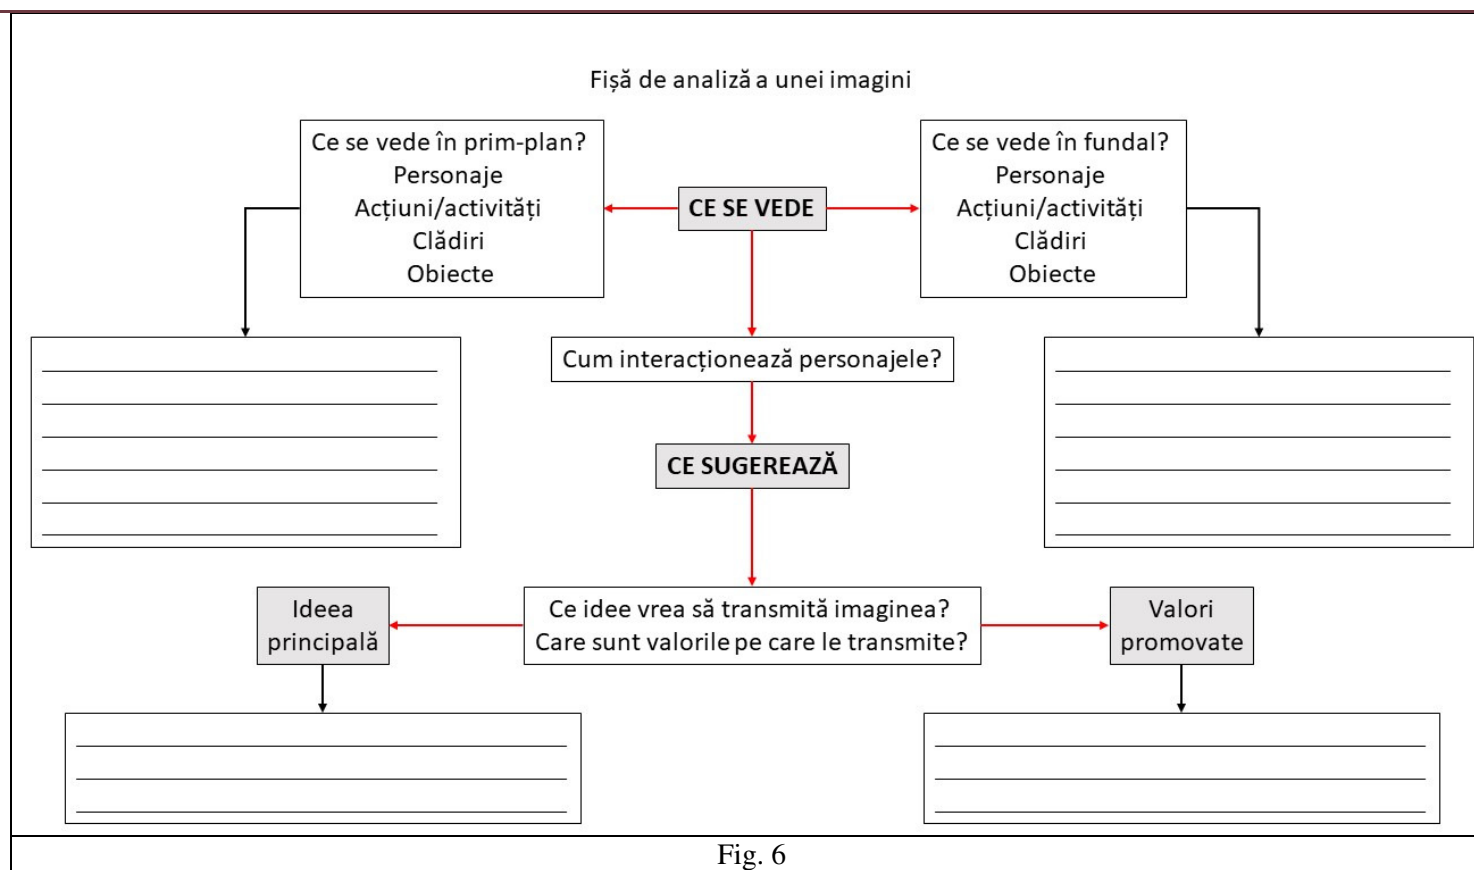 Fișă de analiză a unei imagini
Ce se vede în prim-plan?
Personaje
Acțiuni/activități
Clădiri
Obiecte
CE SE VEDE
Ce se vede în fundal?
Personaje
Acțiuni/activități
Clădiri
Obiecte
Cum interacționează personajele?
CE SUGEREAZĂ
Ideea
principală
Ce idee vrea să transmită imaginea?
Care sunt valorile pe care le transmite?
Valori
promovate
Fig. 6